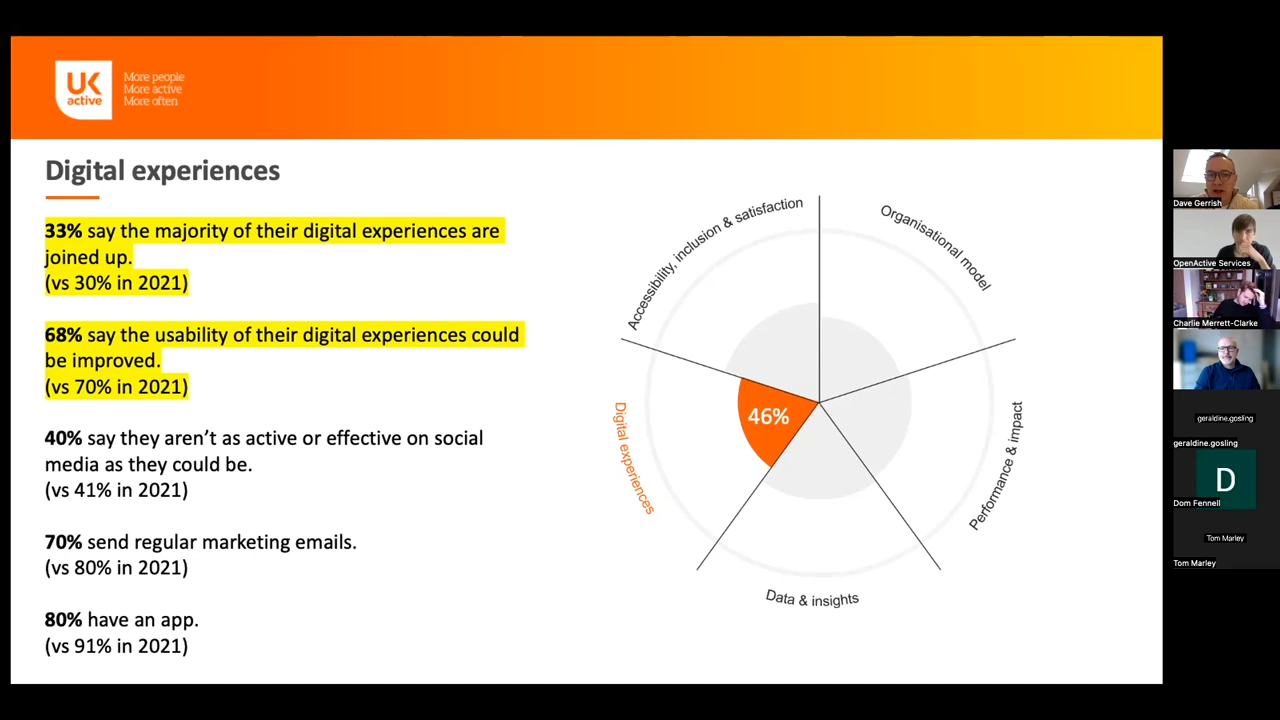 UK
active
More people
More active
More often
Digital experiences
33% say the majority of their digital experiences are
joined up.
(vs 30% in 2021)
68% say the usability of their digital experiences could
be improved.
(vs 70% in 2021)
40% say they aren’t as active or effective on social
media as they could be.
(vs 41% in 2021)
70% send regular marketing emails.
(vs 80% in 2021)
80% have an app.
(vs 91% in 2021)
Accessibility, inclusion & satisfaction
Organisational model
Performance & impact
Data & insights
Digital experiences
46%
Dave Gerrish
OpenActive Services
Charlie Merrett-Clarke
geraldine.gosling
geraldine.gosling
D
Dom Fennell
Tom Marley
Tom Marley